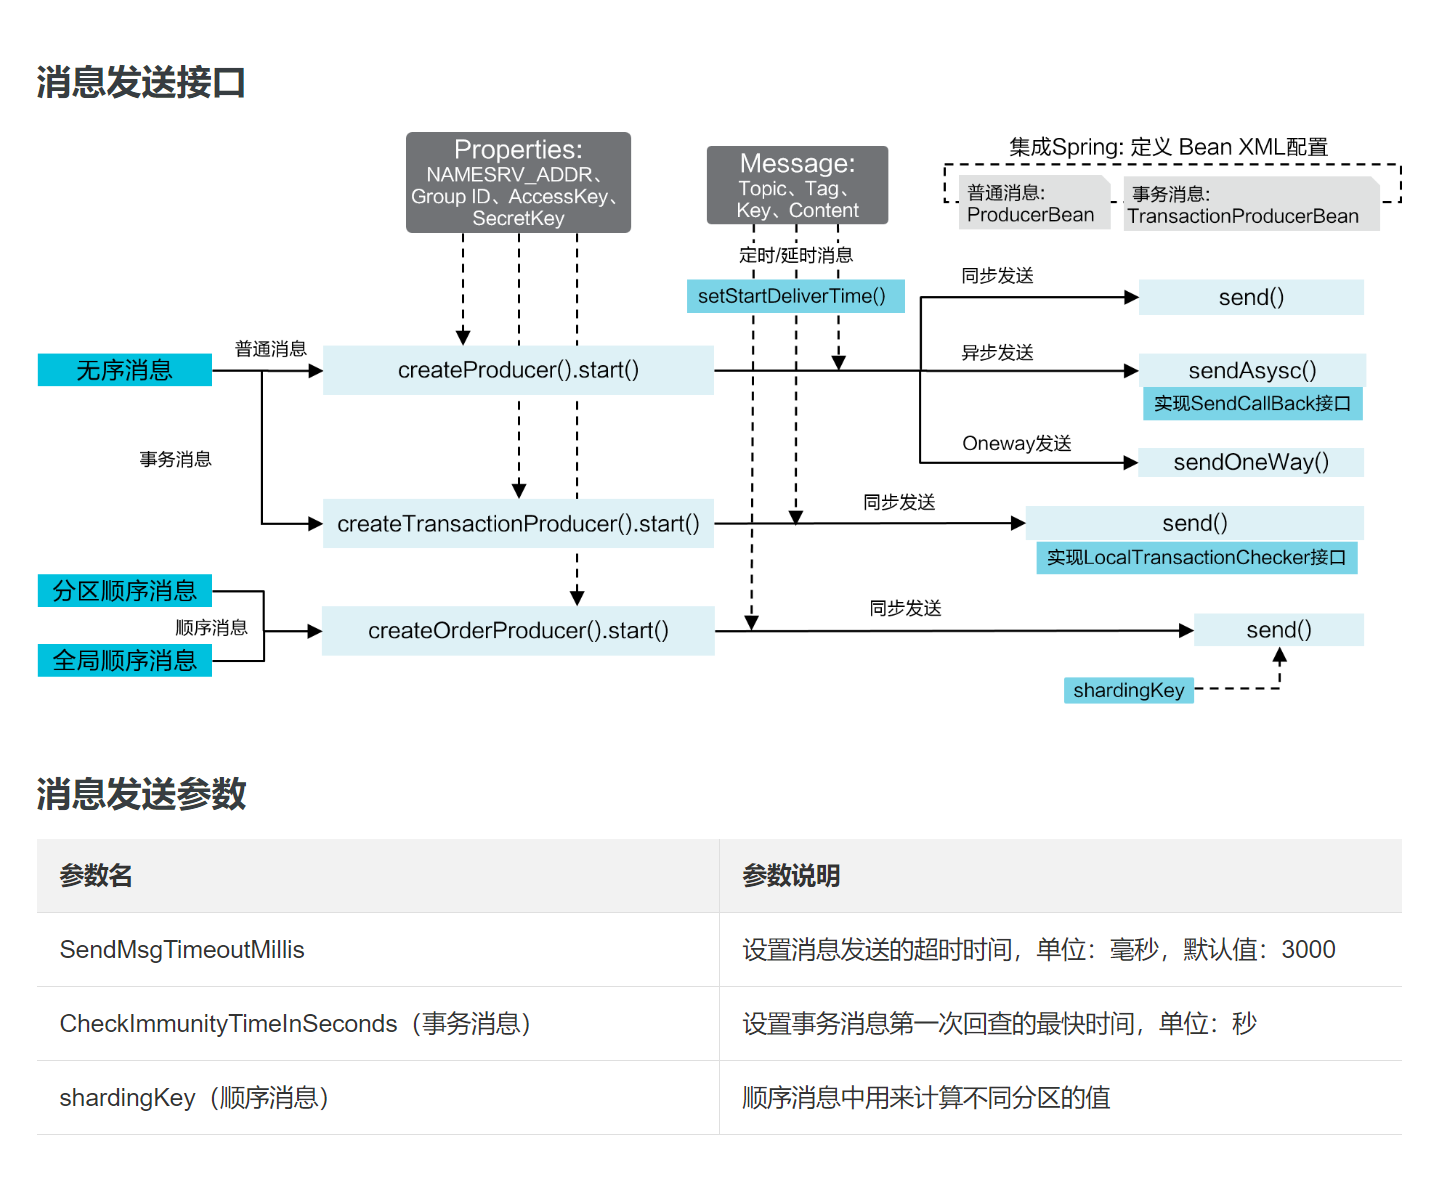 消息发送接口
Properties:
NAMESRV_ADDR、
Group ID、AccessKey、
SecretKey
Message:
Topic、Tag、
Key、Content
集成Spring: 定义 Bean XML配置
普通消息:
ProducerBean
事务消息:
TransactionProducerBean
定时/延时消息
setStartDeliverTime()
同步发送
send()
无序消息
普通消息
createProducer().start()
异步发送
sendAsysc()
实现SendCallBack接口
Oneway发送
sendOneWay()
事务消息
createTransactionProducer().start()
同步发送
send()
实现LocalTransactionChecker接口
分区顺序消息
顺序消息
全局顺序消息
createOrderProducer().start()
同步发送
send()
shardingKey
消息发送参数
参数名
参数说明
SendMsgTimeoutMillis
设置消息发送的超时时间，单位：毫秒，默认值：3000
CheckImmunityTimeInSeconds（事务消息）
设置事务消息第一次回查的最快时间，单位：秒
shardingKey（顺序消息）
顺序消息中用来计算不同分区的值